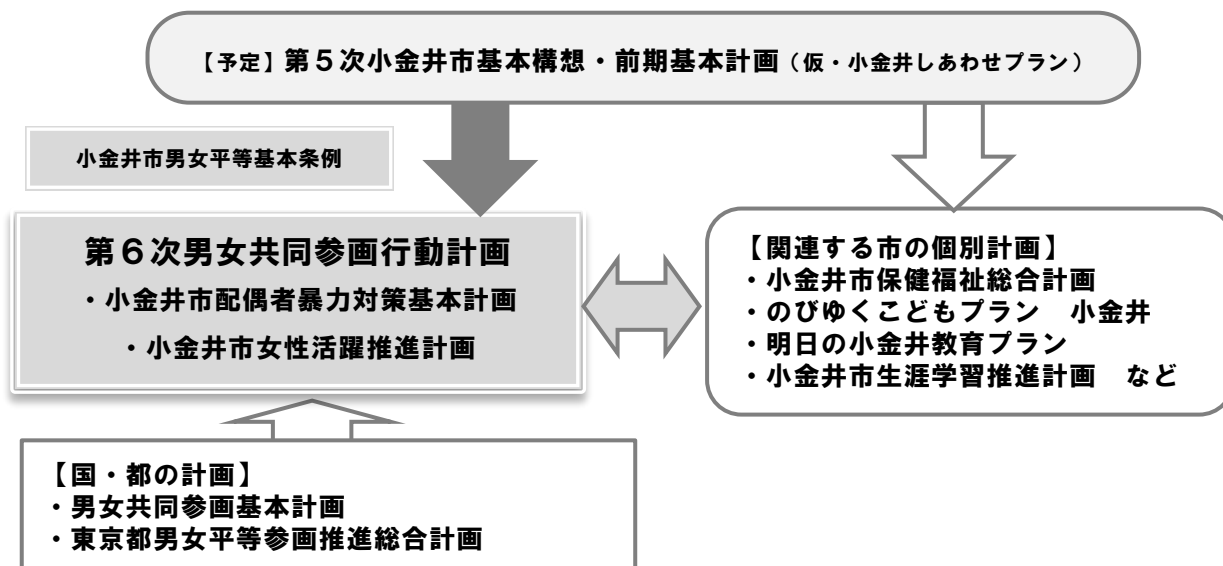 【予定】第５次小金井市基本構想・前期基本計画（仮・小金井しあわせプラン）
小金井市男女平等基本条例
第６次男女共同参画行動計画
・小金井市配偶者暴力対策基本計画
・小金井市女性活躍推進計画
【関連する市の個別計画】
・小金井市保健福祉総合計画
・のびゆくこどもプラン　小金井
・明日の小金井教育プラン
・小金井市生涯学習推進計画　など
【国・都の計画】
・男女共同参画基本計画
・東京都男女平等参画推進総合計画